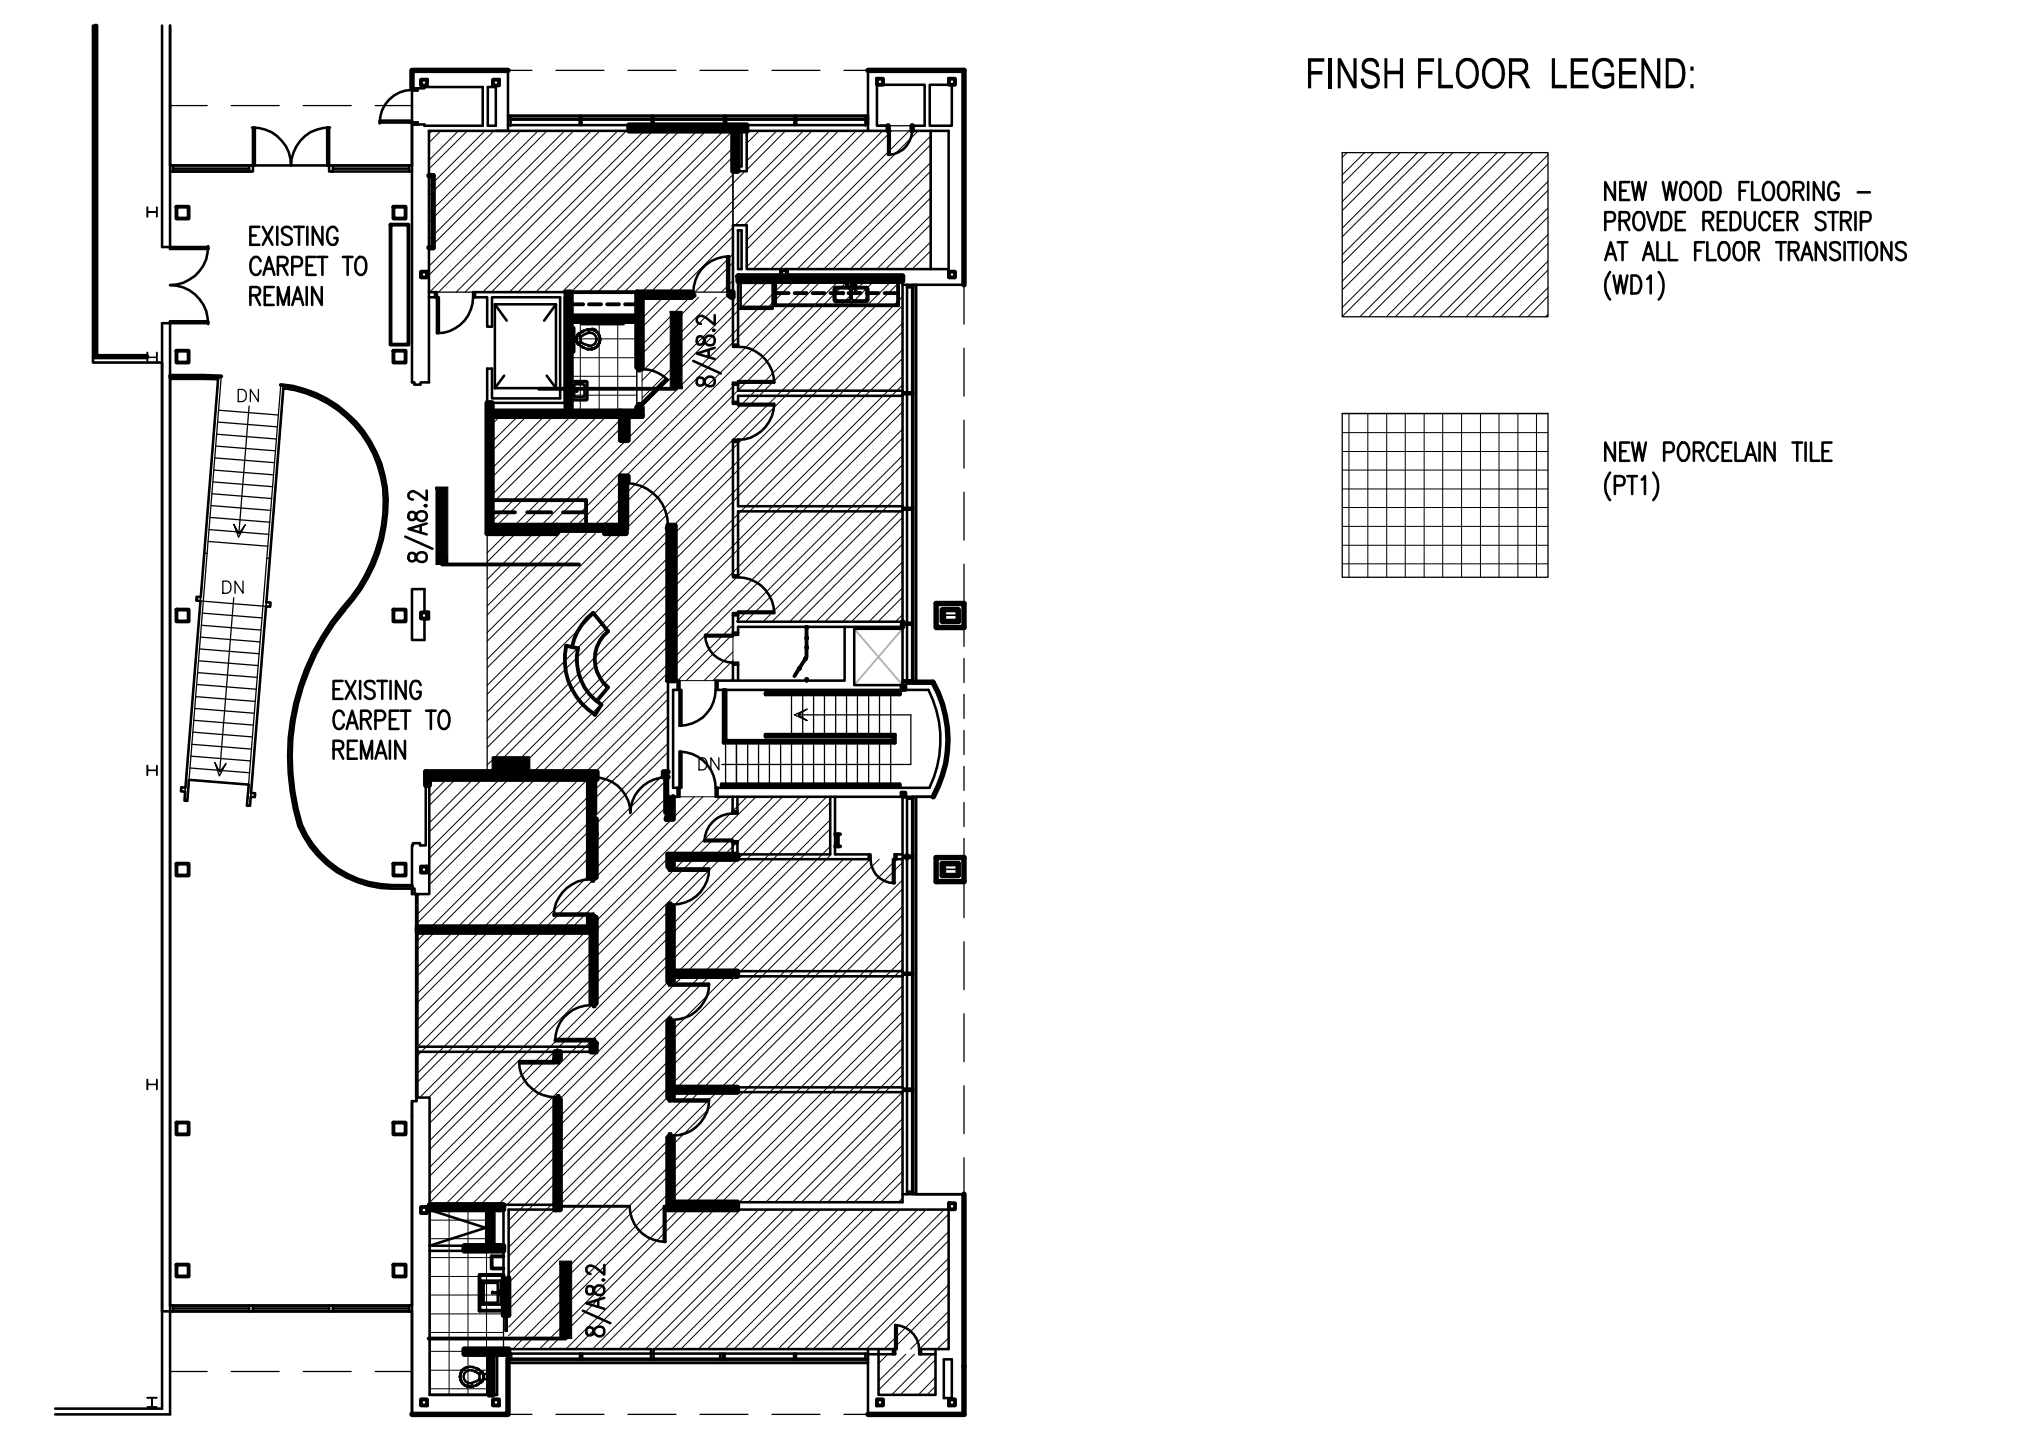 FINSH FLOOR LEGEND:
NEW WOOD FLOORING –
PROVDE REDUCER STRIP
AT ALL FLOOR TRANSITIONS
(WD1)
NEW PORCELAIN TILE
(PT1)
EXISTING
CARPET TO
REMAIN
8/A8.2
DN
8/A8.2
DN
EXISTING
CARPET TO
REMAIN
DN
8/A8.2